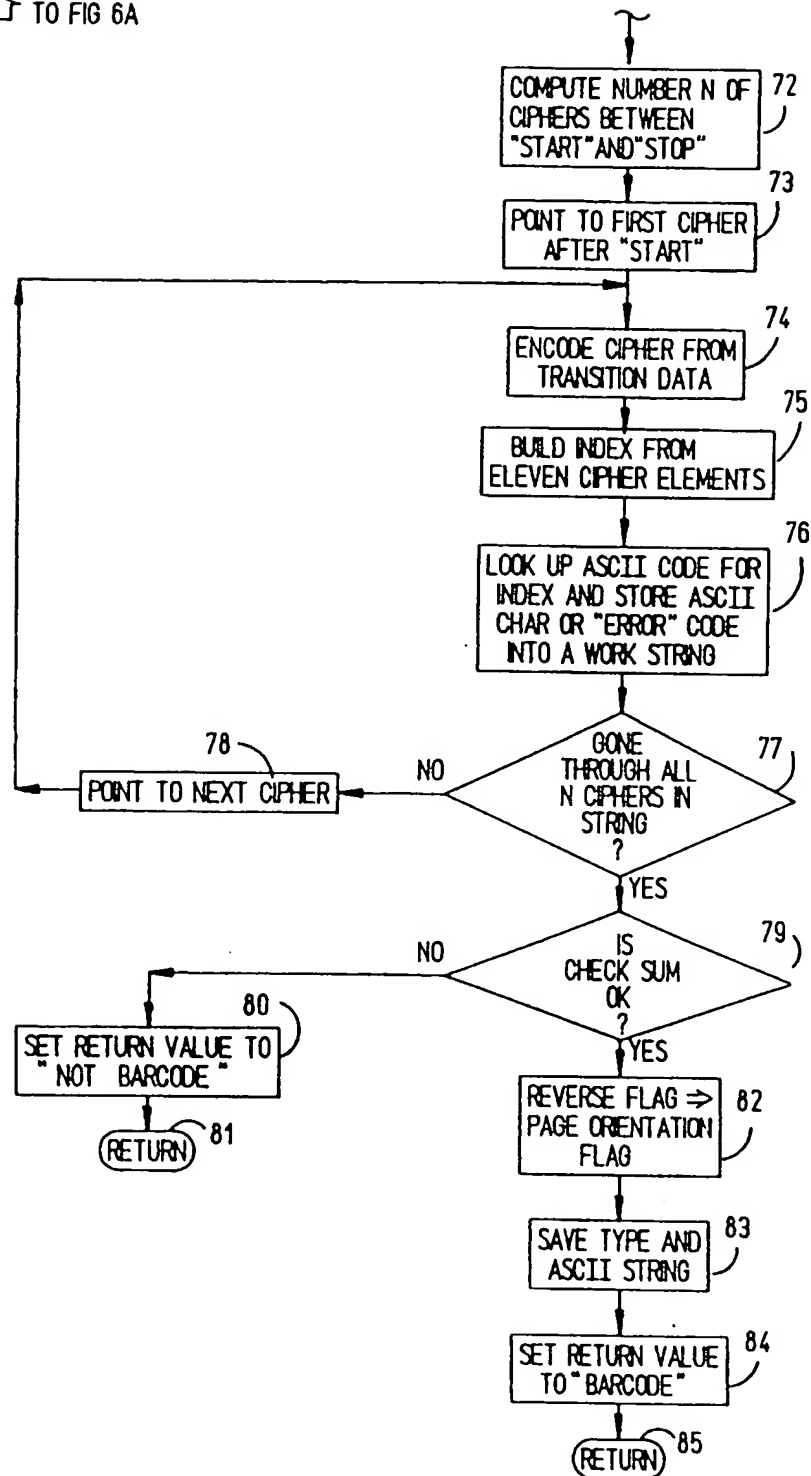 TO FIG 6A
COMPUTE NUMBER N OF
CIPHERS BETWEEN
"START" AND "STOP"
72
73
POINT TO FIRST CIPHER
AFTER "START"
74
ENCODE CIPHER FROM
TRANSITION DATA
75
BUILD INDEX FROM
ELEVEN CIPHER ELEMENTS
76
LOOK UP ASCII CODE FOR
INDEX AND STORE ASCII
CHAR OR "ERROR" CODE
INTO A WORK STRING
GONE
THROUGH ALL
N CIPHERS IN
STRING
?
77
NO
78
POINT TO NEXT CIPHER
YES
IS
CHECK SUM
OK
?
79
NO
80
SET RETURN VALUE TO
"NOT BARCODE"
RETURN
81
YES
REVERSE FLAG ⇒
PAGE ORIENTATION
FLAG
82
SAVE TYPE AND
ASCII STRING
83
SET RETURN VALUE
TO "BARCODE"
84
RETURN
85